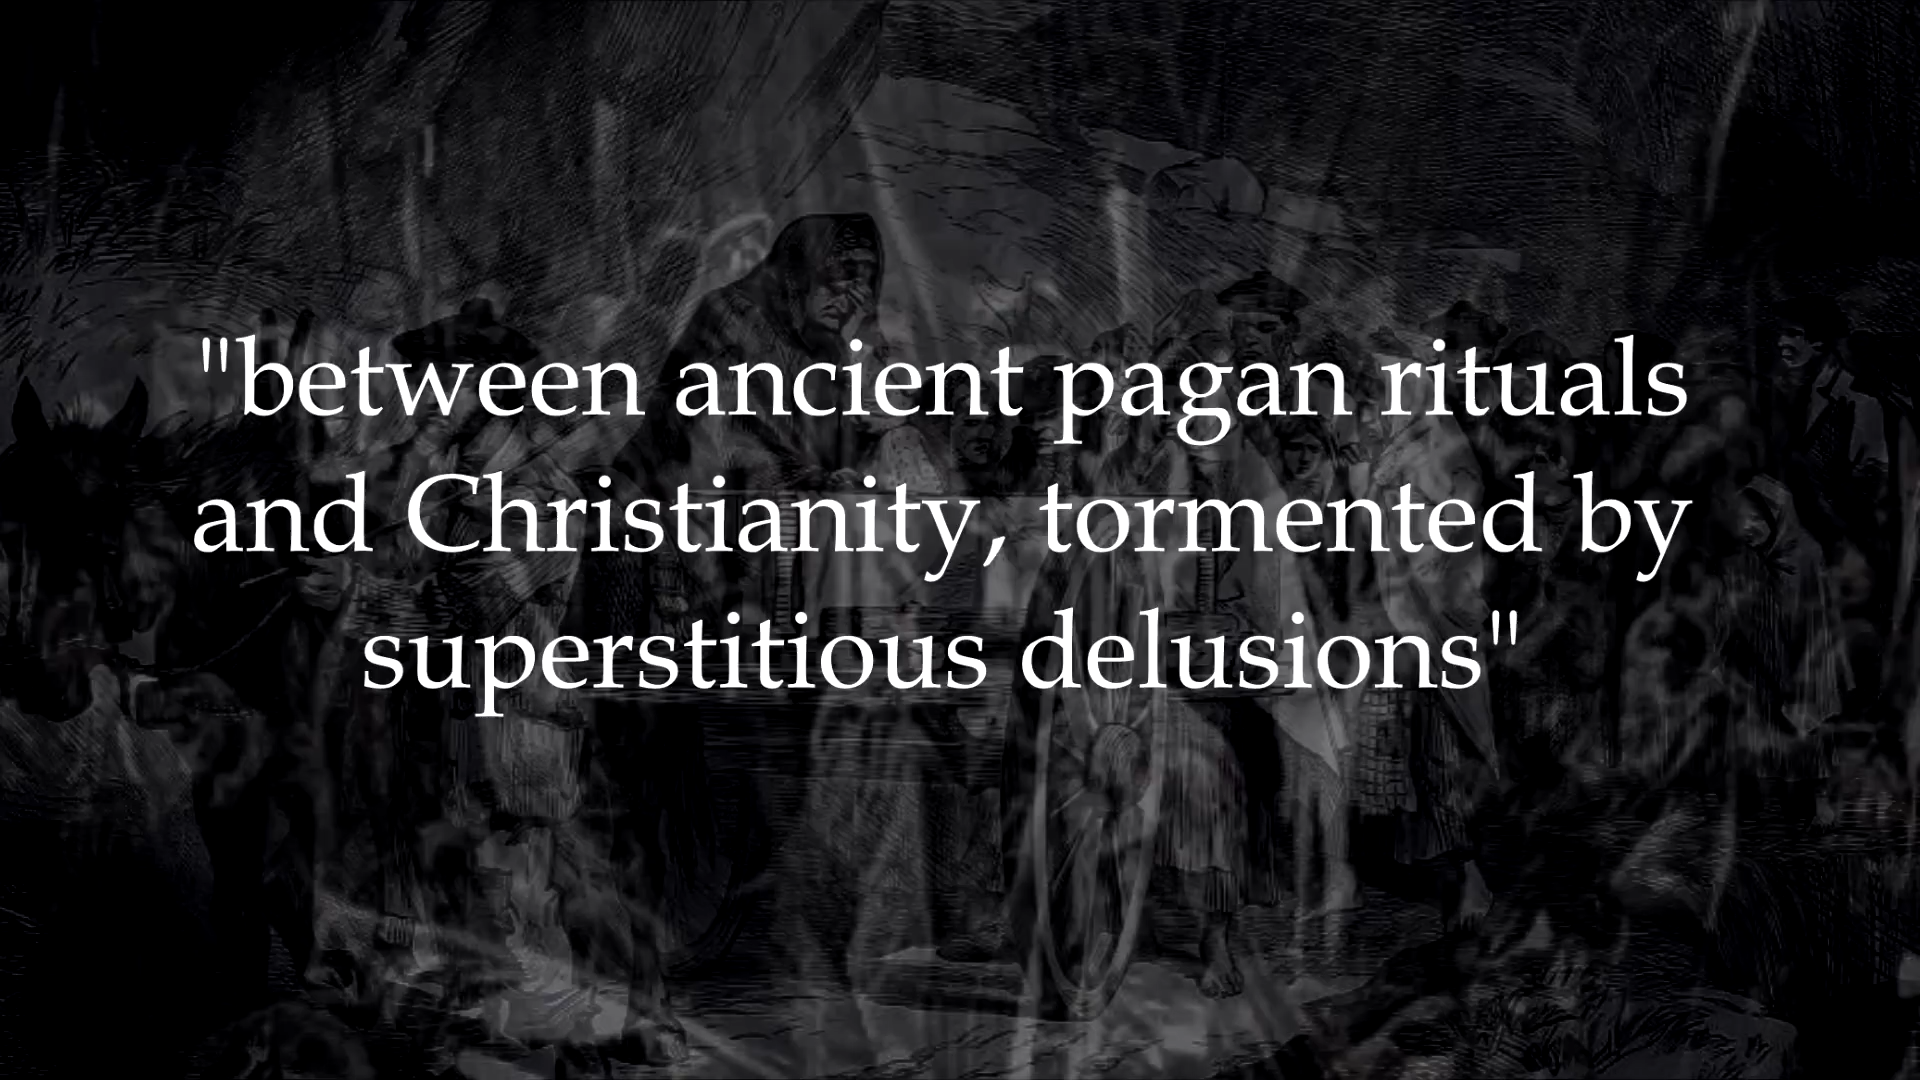 "between ancient pagan rituals
and Christianity, tormented by
superstitious delusions"